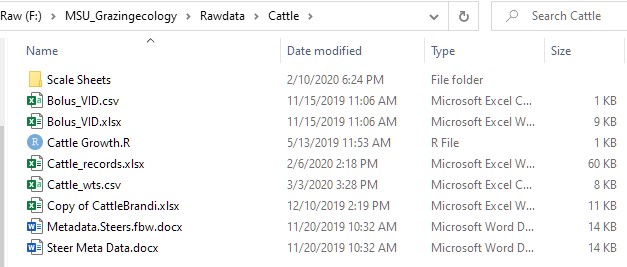 Raw (F:) > MSU_Grazingecology > Rawdata > Cattle > Search Cattle
Name Date modified Type Size
Scale Sheets 2/10/2020 6:24 PM File folder
Bolus_VID.csv 11/15/2019 11:06 AM Microsoft Excel C... 1 KB
Bolus_VID.xlsx 11/15/2019 11:06 AM Microsoft Excel W... 9 KB
R Cattle Growth.R 5/13/2019 11:53 AM R File 1 KB
Cattle_records.xlsx 2/6/2020 2:18 PM Microsoft Excel W... 60 KB
Cattle_wts.csv 3/3/2020 3:28 PM Microsoft Excel C... 8 KB
Copy of CattleBrandi.xlsx 12/10/2019 2:19 PM Microsoft Excel W... 11 KB
Metadata.Steers.fbw.docx 11/20/2019 10:32 AM Microsoft Word D... 14 KB
Steer Meta Data.docx 11/20/2019 10:32 AM Microsoft Word D... 14 KB